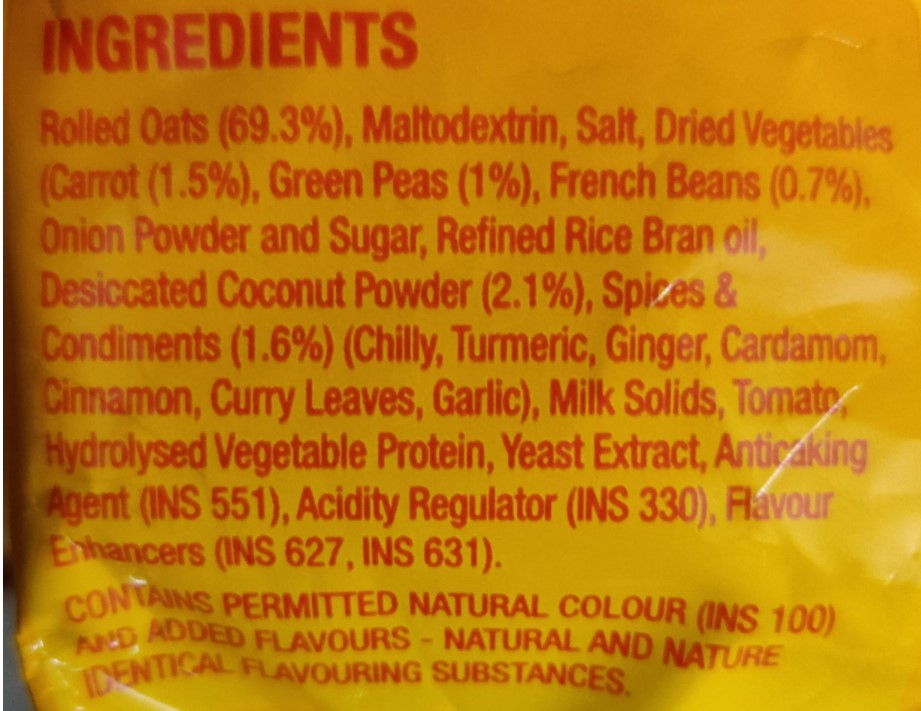 INGREDIENTS
Rolled Oats (69.3%), Maltodextrin, Salt, Dried Vegetables
(Carrot (1.5%), Green Peas (1%), French Beans (0.7%),
Onion Powder and Sugar, Refined Rice Bran oil,
Desiccated Coconut Powder (2.1%), Spices &
Condiments (1.6%) (Chilly, Turmeric, Ginger, Cardamom,
Cinnamon, Curry Leaves, Garlic), Milk Solids, Tomato,
Hydrolysed Vegetable Protein, Yeast Extract, Anticaking
Agent (INS 551), Acidity Regulator (INS 330), Flavour
Enhancers (INS 627, INS 631).
CONTAINS PERMITTED NATURAL COLOUR (INS 100)
AND ADDED FLAVOURS - NATURAL AND NATURE
IDENTICAL FLAVOURING SUBSTANCES.